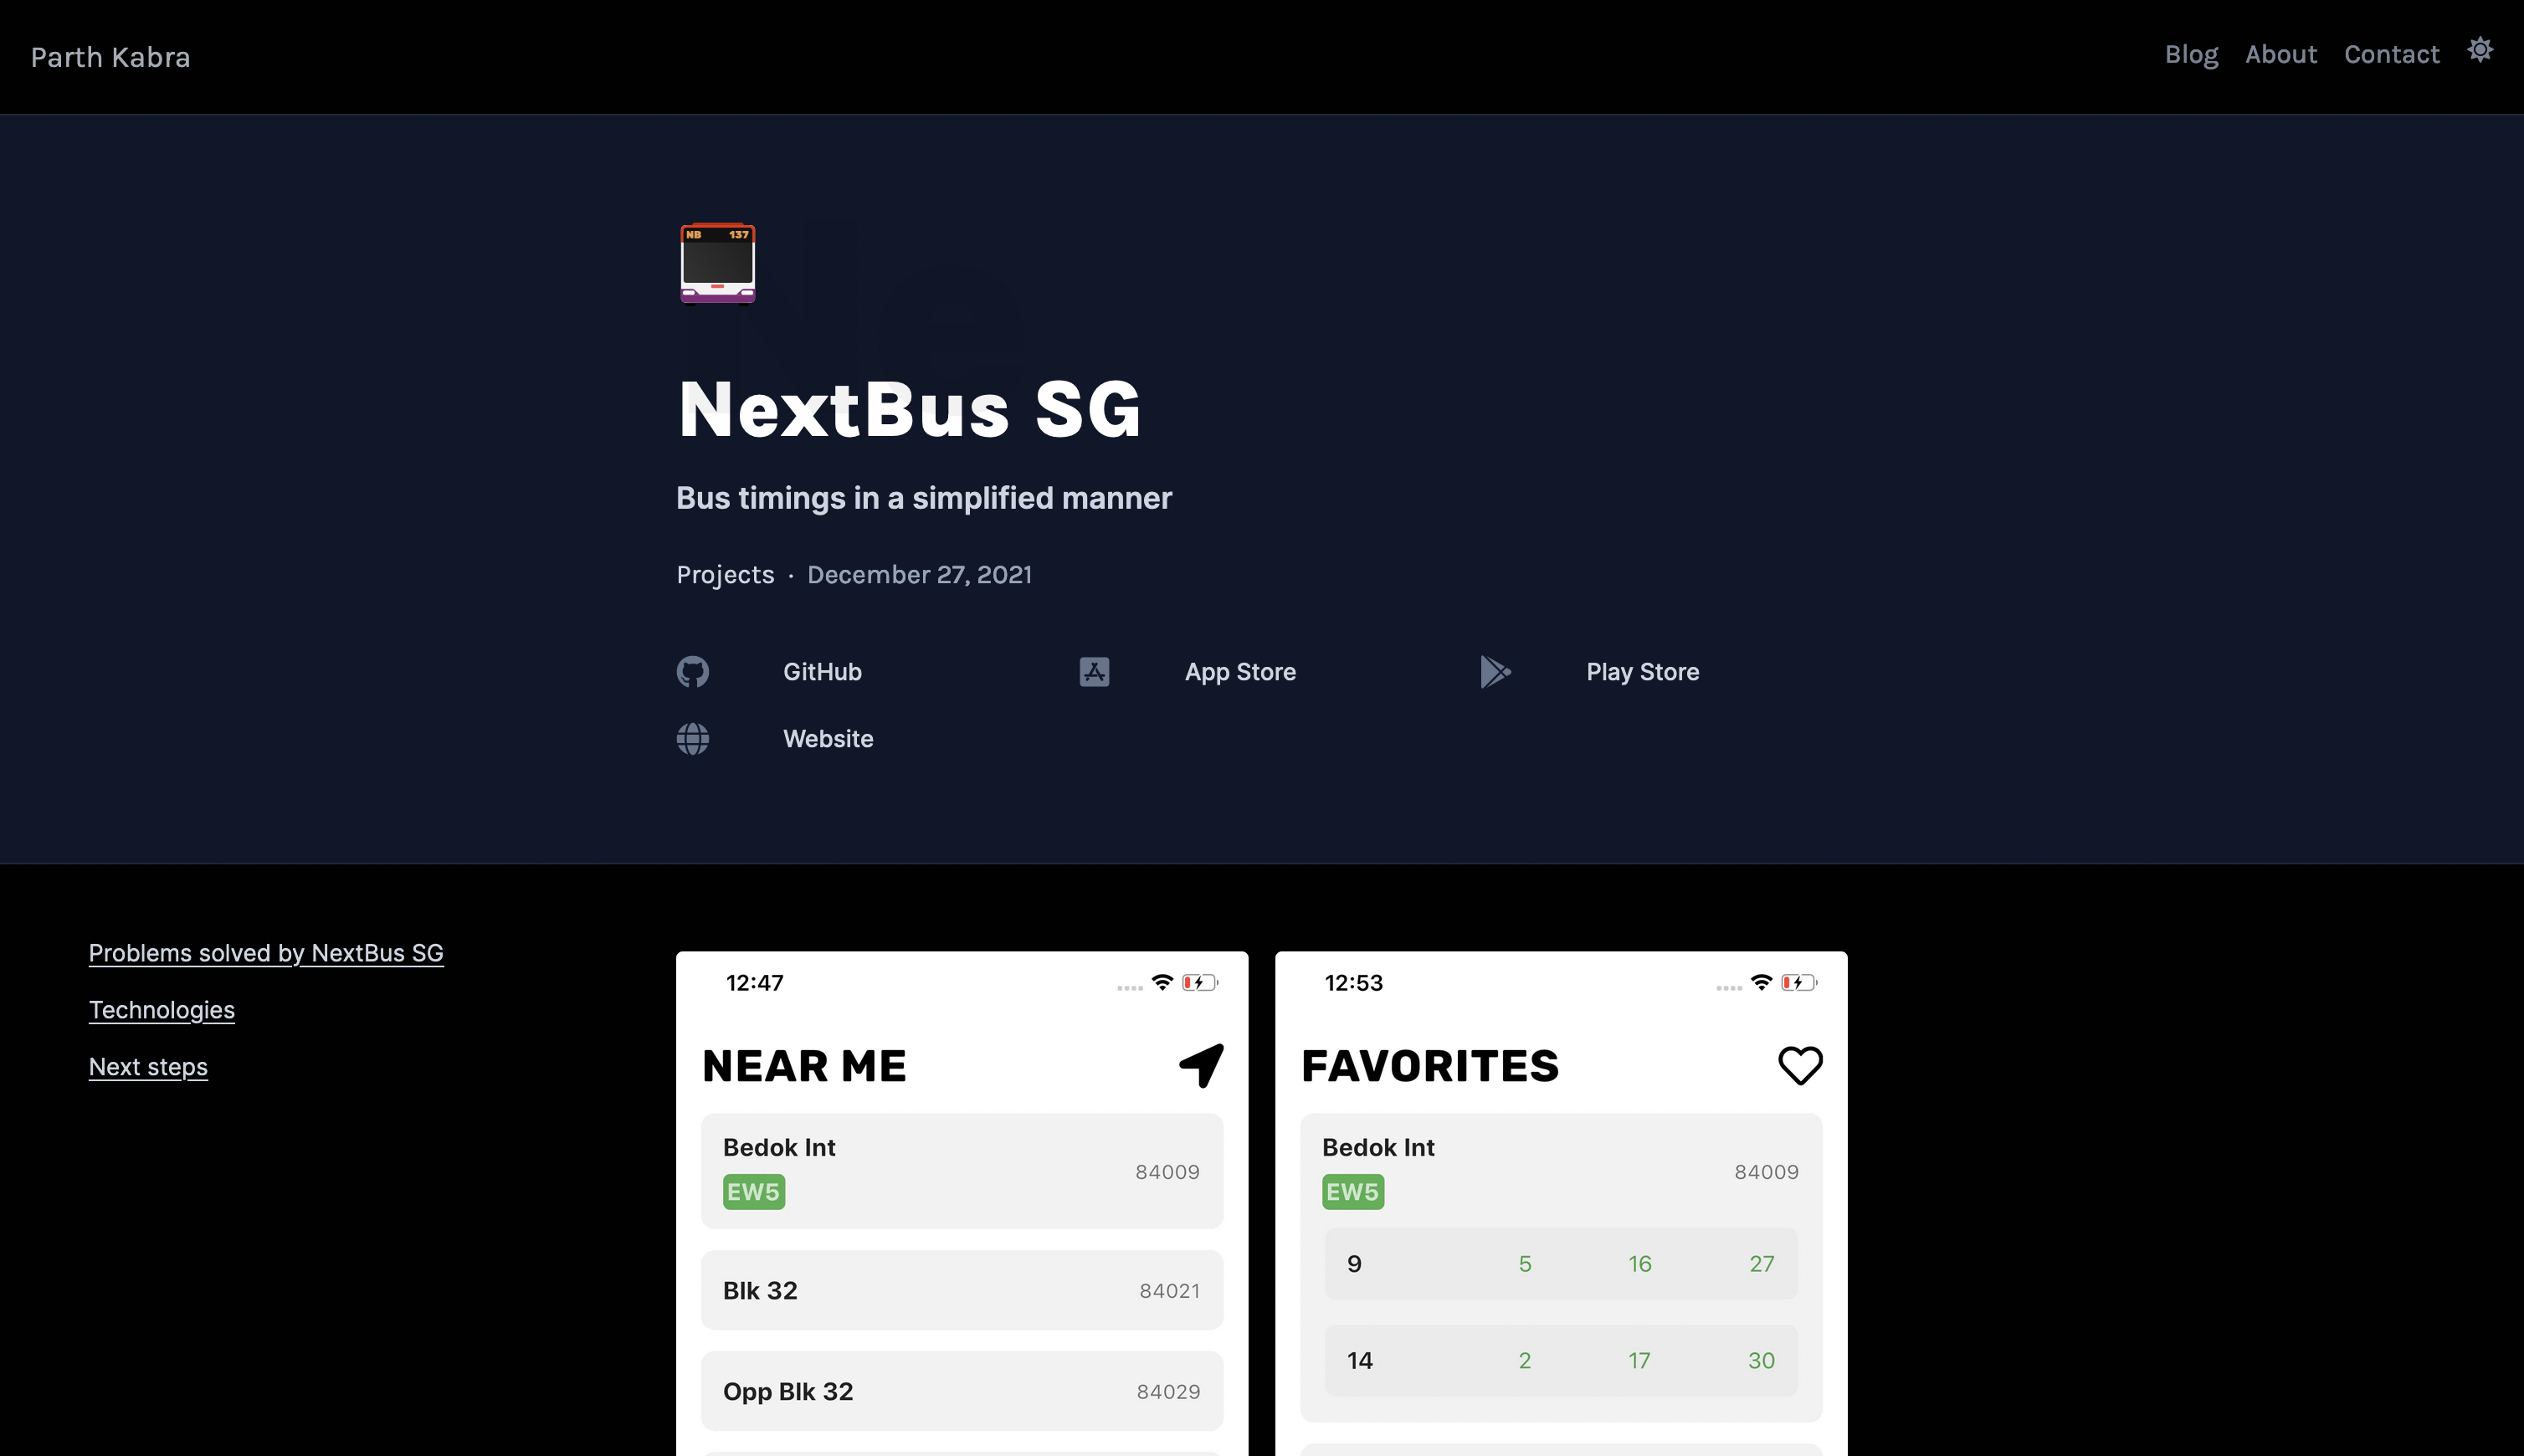 Parth Kabra
Blog About Contact
NB 137
NextBus SG
Bus timings in a simplified manner
Projects · December 27, 2021
GitHub App Store Play Store
Website
Problems solved by NextBus SG
Technologies
Next steps
12:47
NEAR ME
Bedok Int
EW5
84009
Blk 32 84021
Opp Blk 32 84029
12:53
FAVORITES
Bedok Int
EW5
84009
9 5 16 27
14 2 17 30